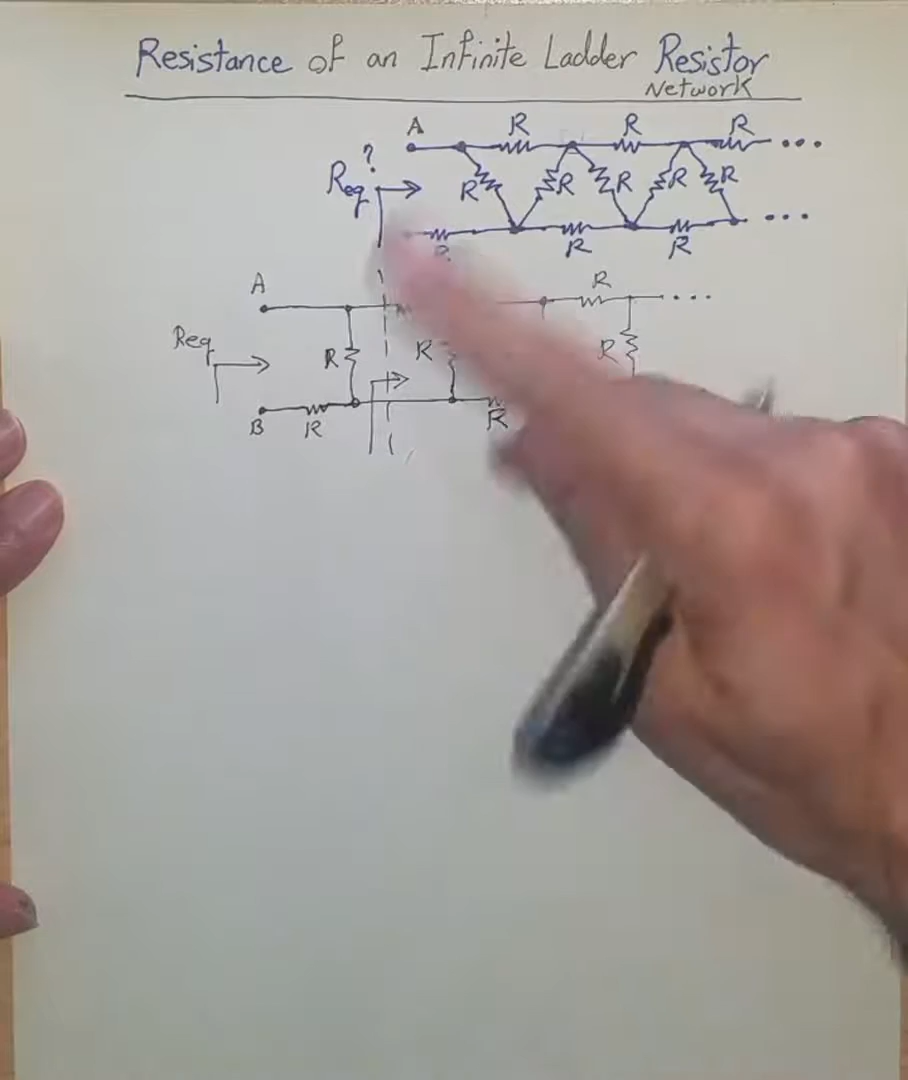 Resistance of an Infinite Ladder Resistor
Network
A R R R ...
?
Req R R R R R
R R R ...
A R ...
Req R R R
B R R